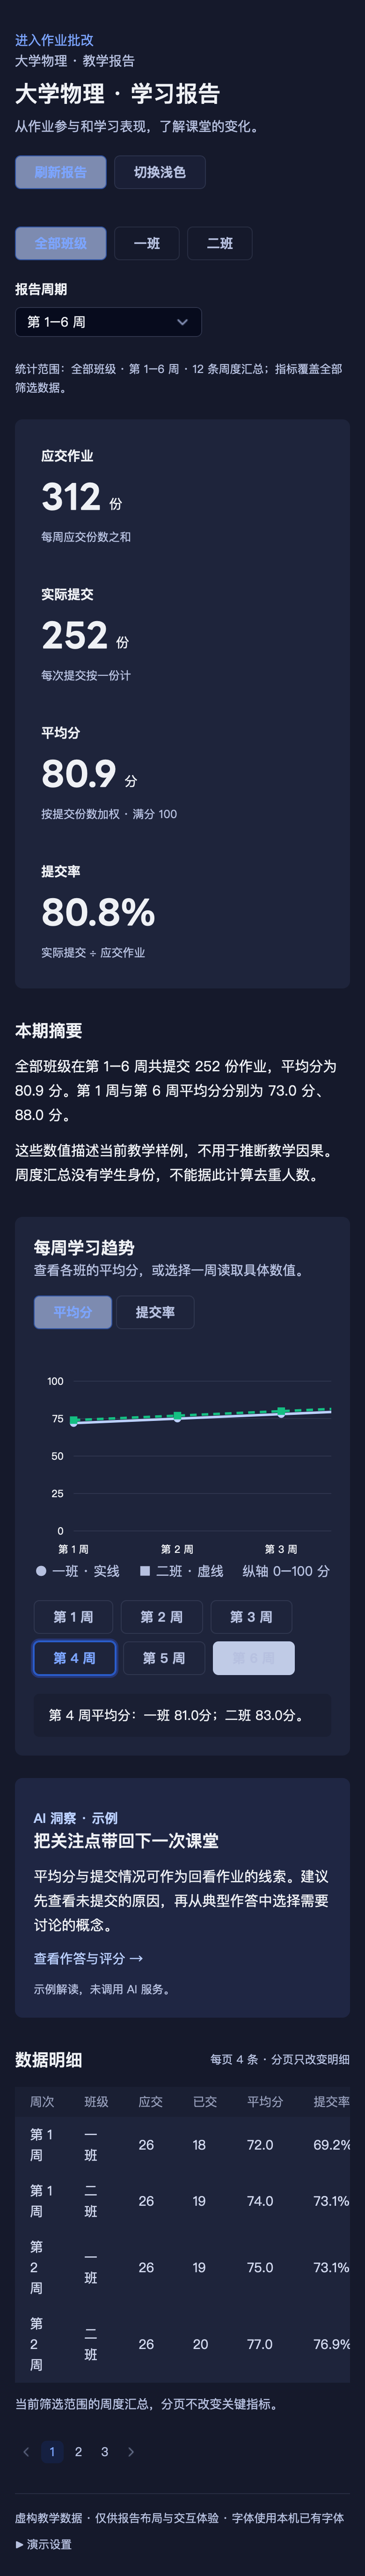 进入作业批改
大学物理 · 教学报告
大学物理 · 学习报告
从作业参与和学习表现，了解课堂的变化。
刷新报告 切换浅色
全部班级 一班 二班
报告周期
第 1—6 周
统计范围：全部班级 · 第 1—6 周 · 12 条周度汇总；指标覆盖全部
筛选数据。
应交作业
312 份
每周应交份数之和
实际提交
252 份
每次提交按一份计
平均分
80.9 分
按提交份数加权 · 满分 100
提交率
80.8%
实际提交 ÷ 应交作业
本期摘要
全部班级在第 1—6 周共提交 252 份作业，平均分为
80.9 分。第 1 周与第 6 周平均分分别为 73.0 分、
88.0 分。
这些数值描述当前教学样例，不用于推断教学因果。
周度汇总没有学生身份，不能据此计算去重人数。
每周学习趋势
查看各班的平均分，或选择一周读取具体数值。
平均分 提交率
100
75
50
25
0
第 1 周 第 2 周 第 3 周
一班 · 实线 二班 · 虚线 纵轴 0—100 分
第 1 周 第 2 周 第 3 周
第 4 周 第 5 周 第 6 周
第 4 周平均分：一班 81.0分；二班 83.0分。
AI 洞察 · 示例
把关注点带回下一次课堂
平均分与提交情况可作为回看作业的线索。建议
先查看未提交的原因，再从典型作答中选择需要
讨论的概念。
查看作答与评分 →
示例解读，未调用 AI 服务。
数据明细 每页 4 条 · 分页只改变明细
周次 班级 应交 已交 平均分 提交率
第 1 周 一班 26 18 72.0 69.2%
第 1 周 二班 26 19 74.0 73.1%
第 2 周 一班 26 19 75.0 73.1%
第 2 周 二班 26 20 77.0 76.9%
当前筛选范围的周度汇总，分页不改变关键指标。
1 2 3
虚构教学数据 · 仅供报告布局与交互体验 · 字体使用本机已有字体
▶ 演示设置